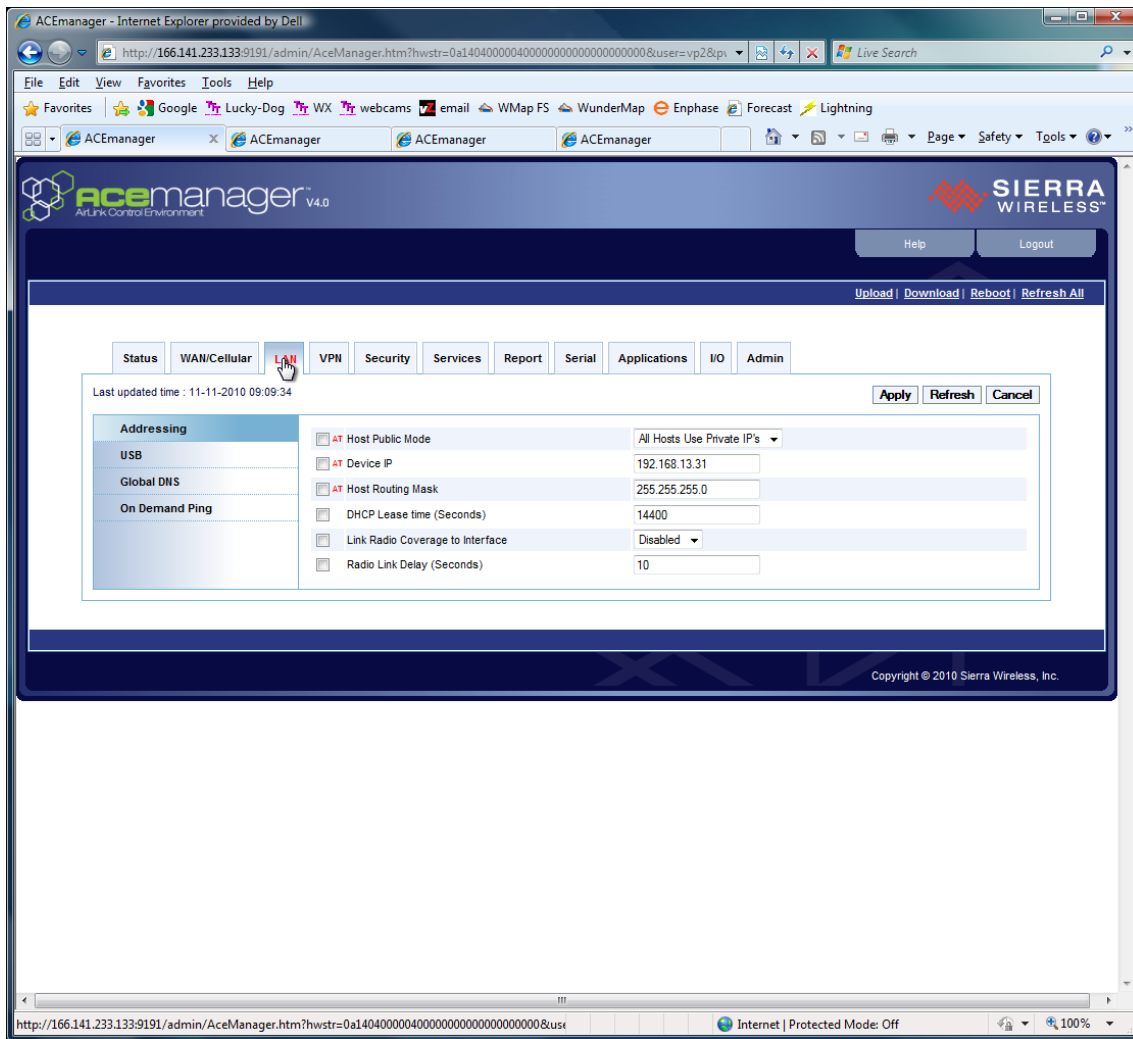 ACEmanager - Internet Explorer provided by Dell
http://166.141.233.133:9191/admin/AceManager.htm?hwstr=0a14040000400000000000000000000&user=vp2&pv
Live Search
File Edit View Favorites Tools Help
Favorites Google Lucky-Dog WX webcams email WMap FS WunderMap Enphase Forecast Lightning
ACEmanager ACEmanager ACEmanager ACEmanager Page Safety Tools
acemanager™ V4.0
AirLink Control Environment
SIERRA WIRELESS™
Help Logout
Upload | Download | Reboot | Refresh All
Status WAN/Cellular LAN VPN Security Services Report Serial Applications I/O Admin
Last updated time : 11-11-2010 09:09:34
Apply Refresh Cancel
Addressing
USB
Global DNS
On Demand Ping
AT Host Public Mode All Hosts Use Private IP's
AT Device IP 192.168.13.31
AT Host Routing Mask 255.255.255.0
DHCP Lease time (Seconds) 14400
Link Radio Coverage to Interface Disabled
Radio Link Delay (Seconds) 10
Copyright © 2010 Sierra Wireless, Inc.
http://166.141.233.133:9191/admin/AceManager.htm?hwstr=0a14040000400000000000000000000&use
Internet | Protected Mode: Off
100%